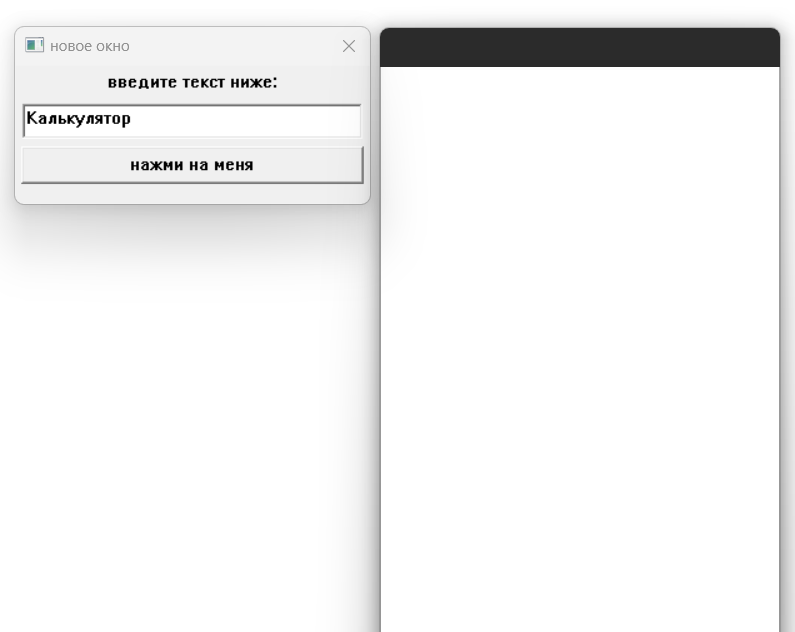 новое окно
введите текст ниже:
Калькулятор
нажми на меня